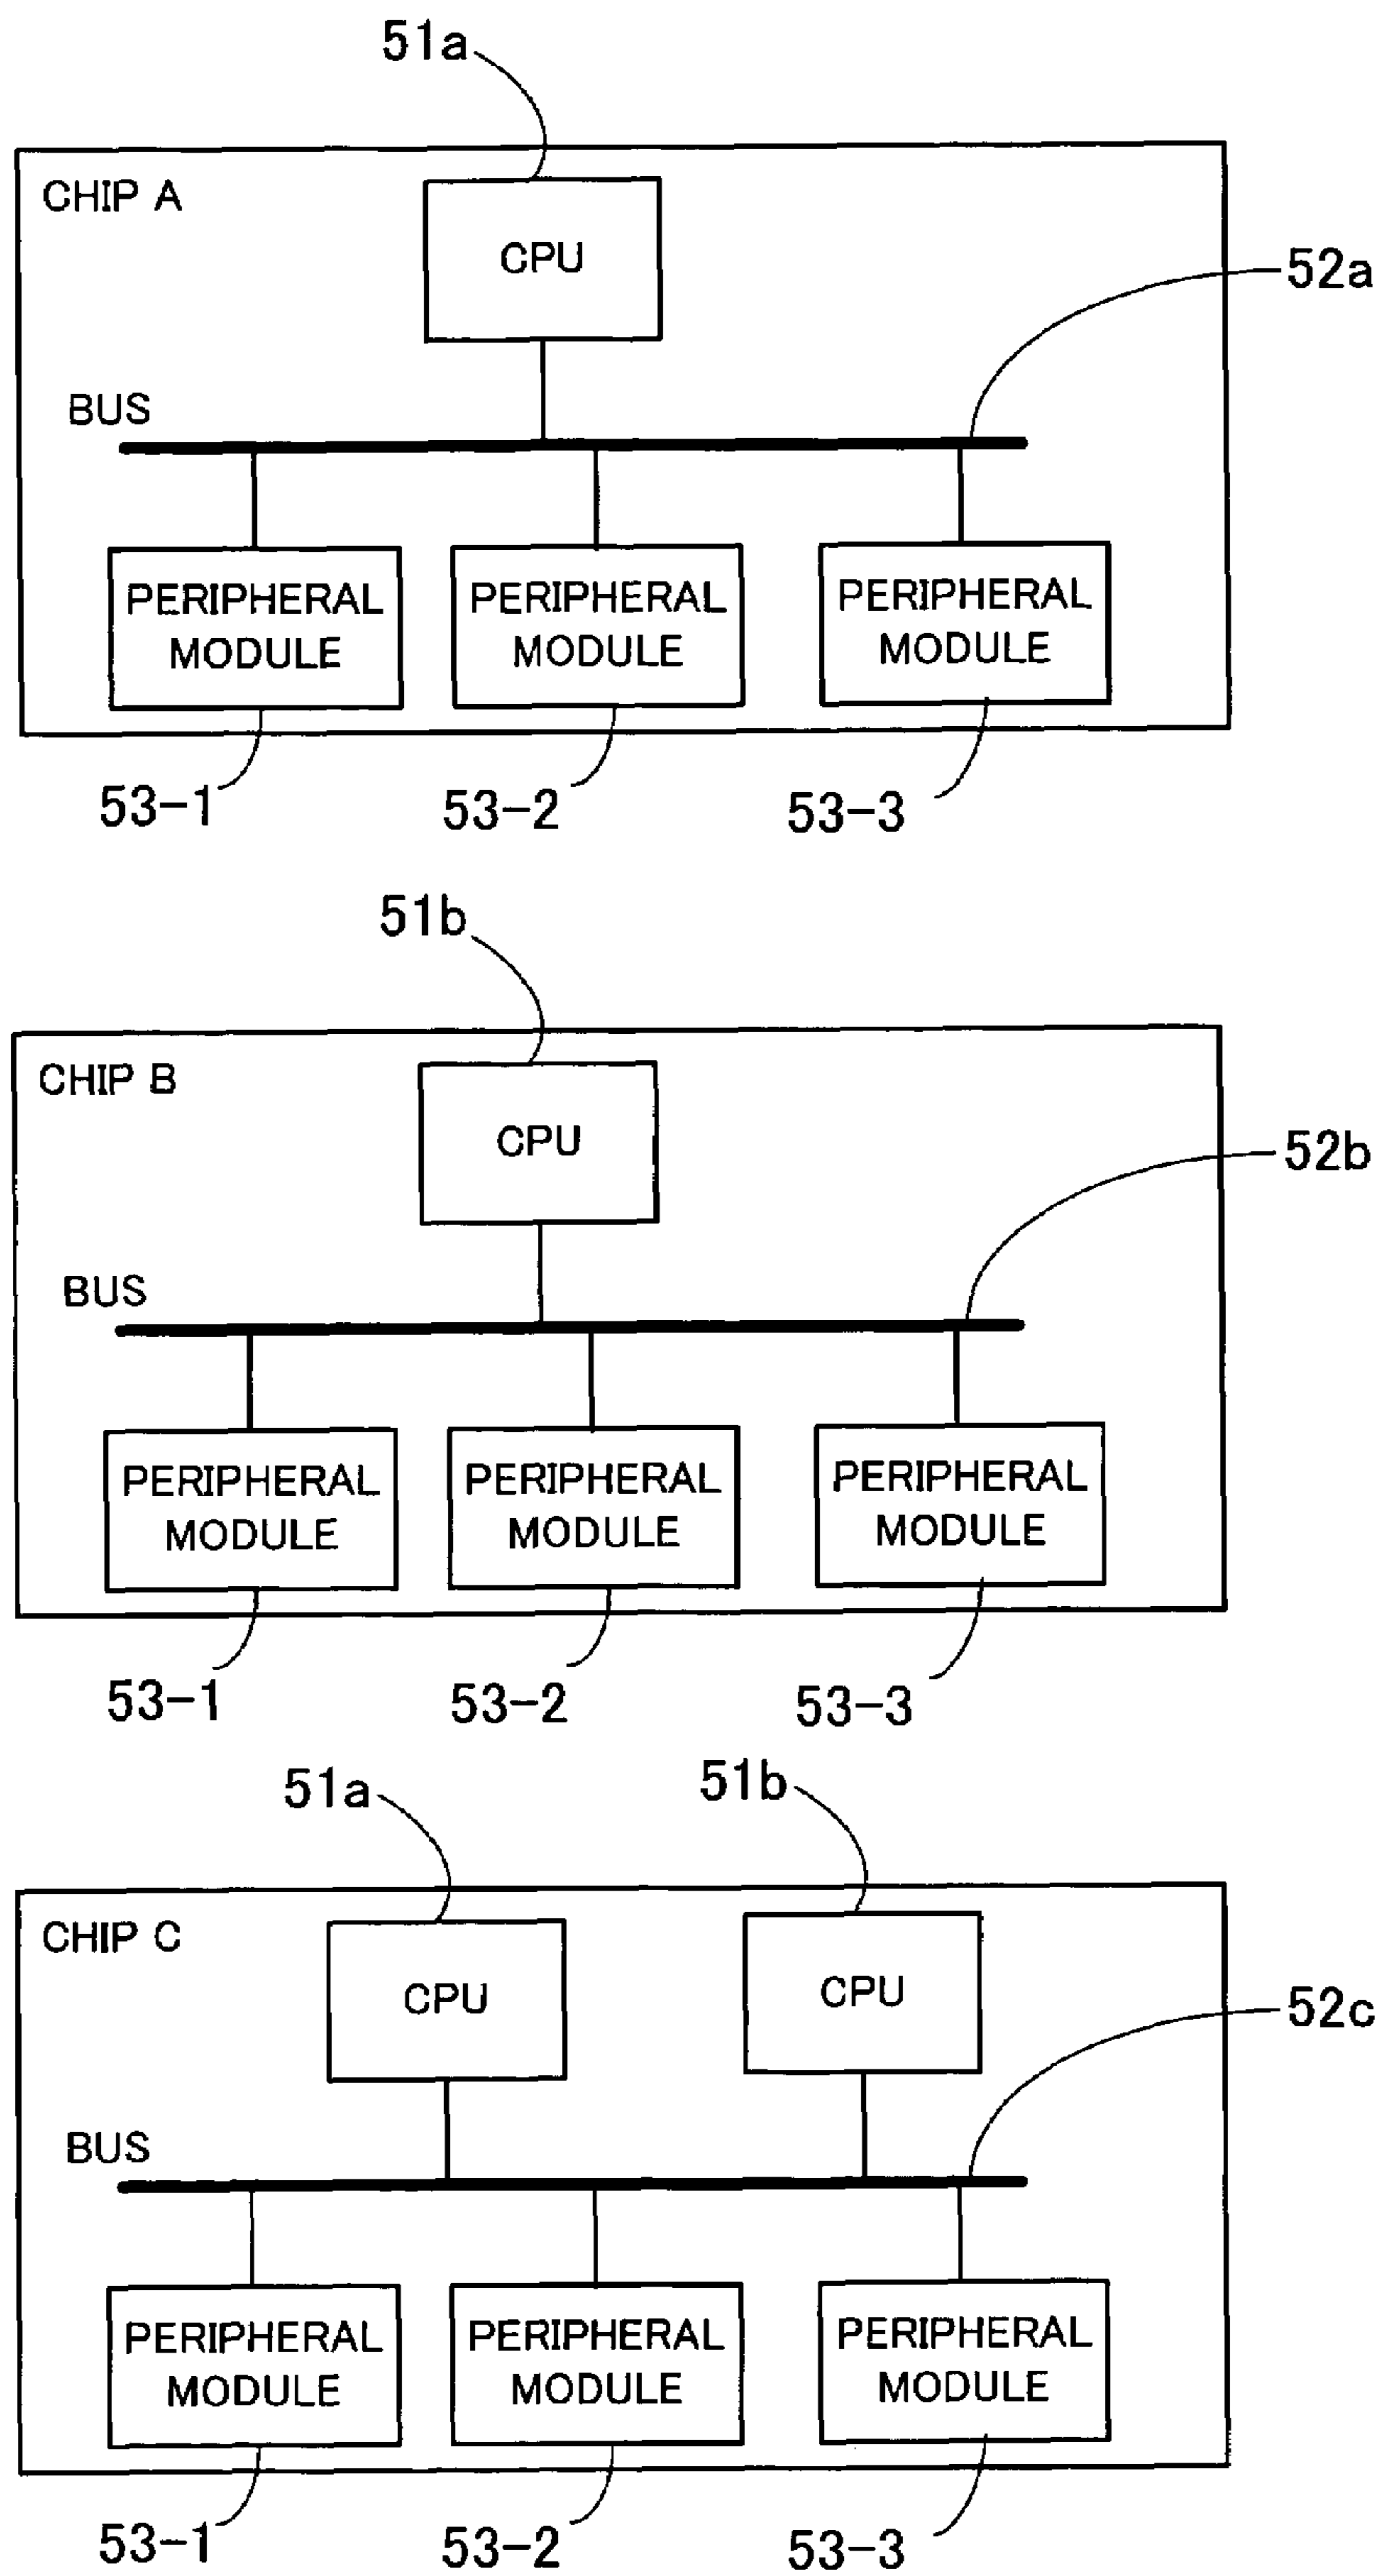 51a
CHIP A
CPU
52a
BUS
PERIPHERAL
MODULE
PERIPHERAL
MODULE
PERIPHERAL
MODULE
53-1
53-2
53-3
51b
CHIP B
CPU
52b
BUS
PERIPHERAL
MODULE
PERIPHERAL
MODULE
PERIPHERAL
MODULE
53-1
53-2
53-3
51a
51b
CHIP C
CPU
CPU
52c
BUS
PERIPHERAL
MODULE
PERIPHERAL
MODULE
PERIPHERAL
MODULE
53-1
53-2
53-3